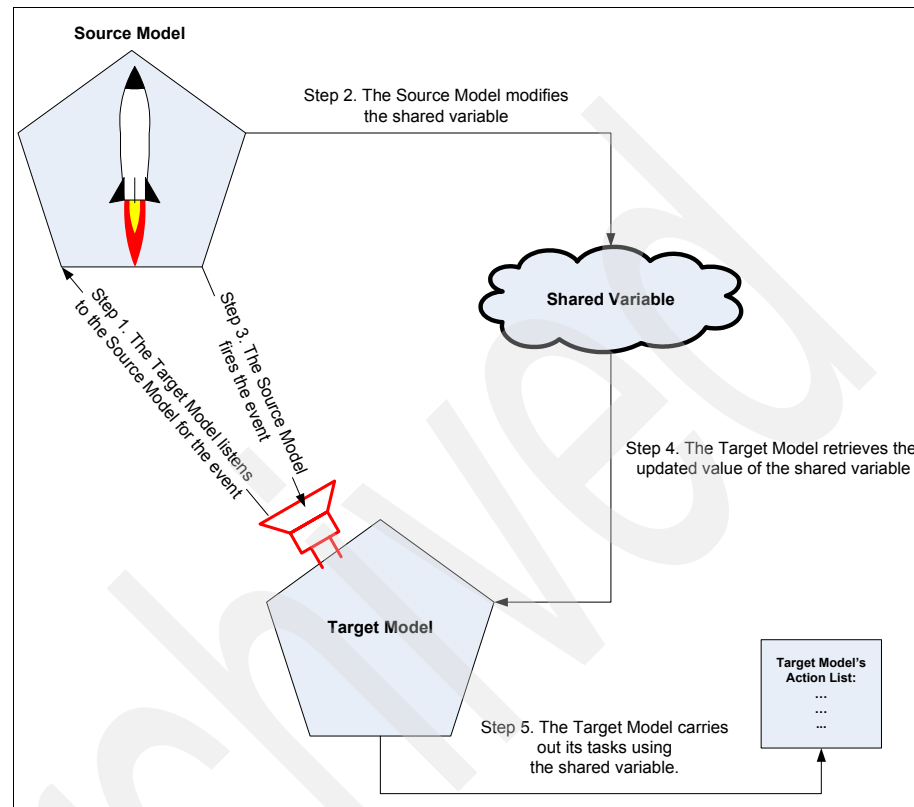 Source Model
Step 2. The Source Model modifies
the shared variable
Shared Variable
Step 1. The Target Model listens
to the Source Model for the event
Step 3. The Source Model
fires the event
Step 4. The Target Model retrieves the
updated value of the shared variable
Target Model
Target Model's
Action List:
...
...
...
Step 5. The Target Model carries
out its tasks using
the shared variable.